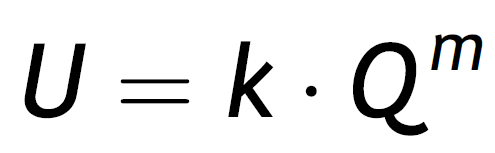 U = k · Q^m